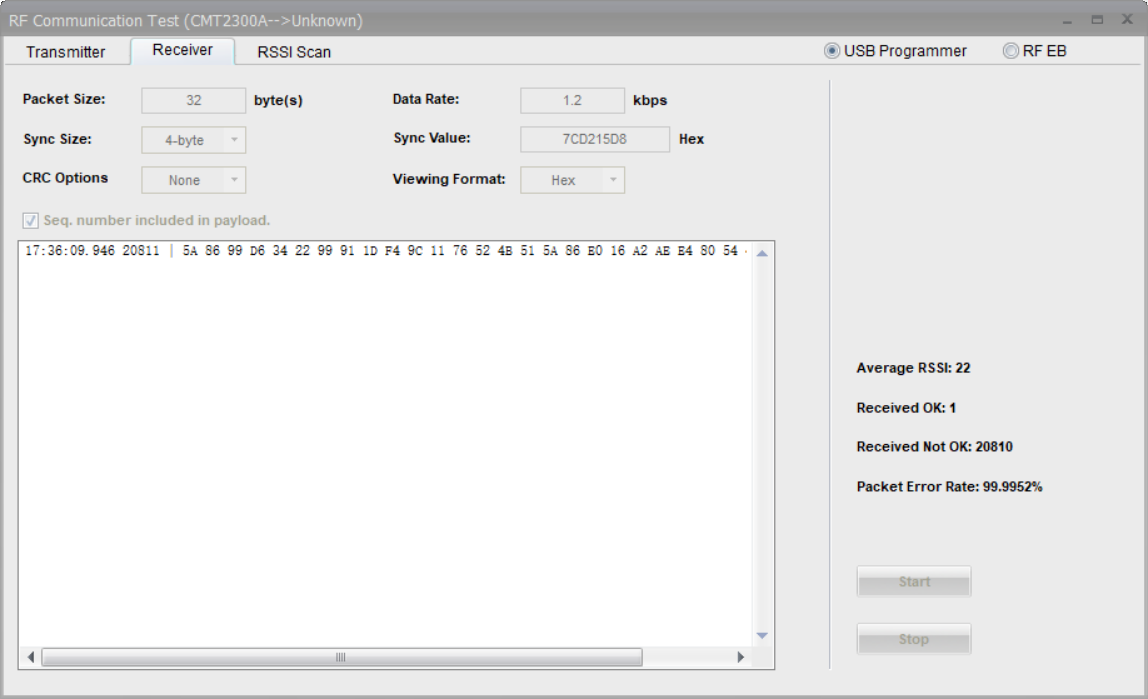 RF Communication Test (CMT2300A-->Unknown)
Transmitter Receiver RSSI Scan USB Programmer RF EB
Packet Size: 32 byte(s) Data Rate: 1.2 kbps
Sync Size: 4-byte Sync Value: 7CD215D8 Hex
CRC Options None Viewing Format: Hex
Seq. number included in payload.
17:36:09.946 20811 | 5A 86 99 D6 34 22 99 91 1D F4 9C 11 76 52 4B 51 5A 86 E0 16 A2 AE E4 80 54
Average RSSI: 22
Received OK: 1
Received Not OK: 20810
Packet Error Rate: 99.9952%
Start
Stop